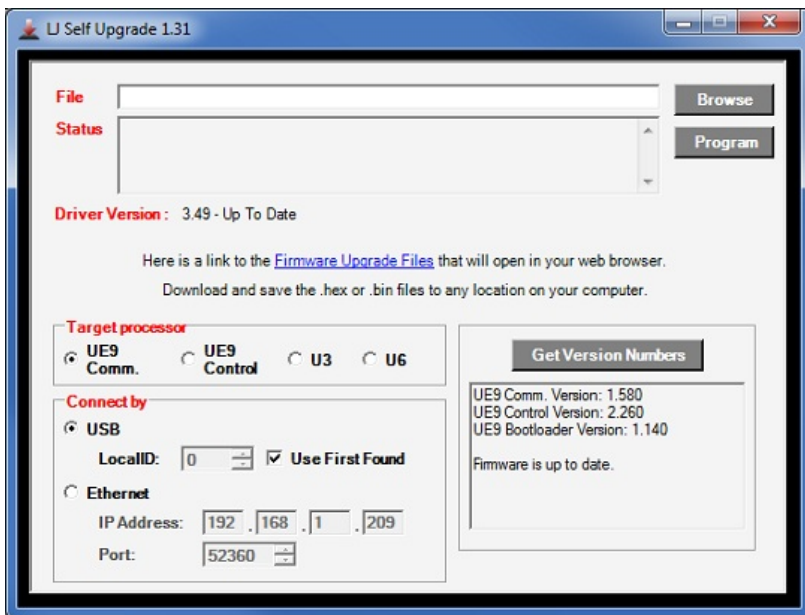 LJ Self Upgrade 1.31
File
Browse
Status
Program
Driver Version : 3.49 - Up To Date
Here is a link to the Firmware Upgrade Files that will open in your web browser.
Download and save the .hex or .bin files to any location on your computer.
Target processor
UE9 Comm.
UE9 Control
U3
U6
Connect by
USB
LocalID: 0 Use First Found
Ethernet
IP Address: 192 . 168 . 1 . 209
Port: 52360
Get Version Numbers
UE9 Comm. Version: 1.580
UE9 Control Version: 2.260
UE9 Bootloader Version: 1.140
Firmware is up to date.